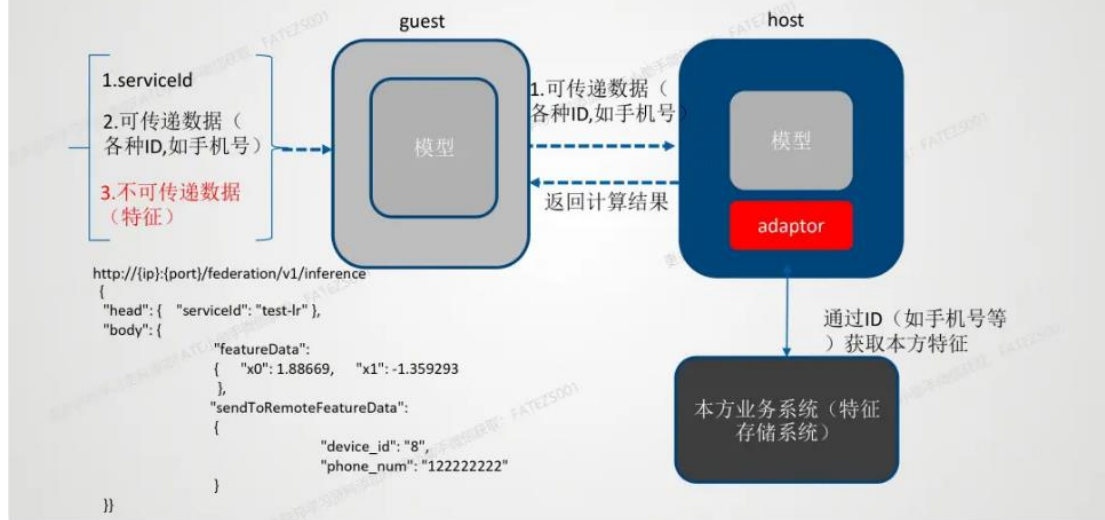 guest
host
1.serviceId
2.可传递数据（
各种ID,如手机号）
3.不可传递数据
（特征）
模型
1.可传递数据（
各种ID,如手机号）
返回计算结果
模型
adaptor
通过ID（如手机号等
）获取本方特征
本方业务系统（特征
存储系统）
http://{ip}:{port}/federation/v1/inference
{
"head": { "serviceId": "test-lr" },
"body": {
"featureData":
{ "x0": 1.88669, "x1": -1.359293
},
"sendToRemoteFeatureData":
{
"device_id": "8",
"phone_num": "122222222"
}
}}